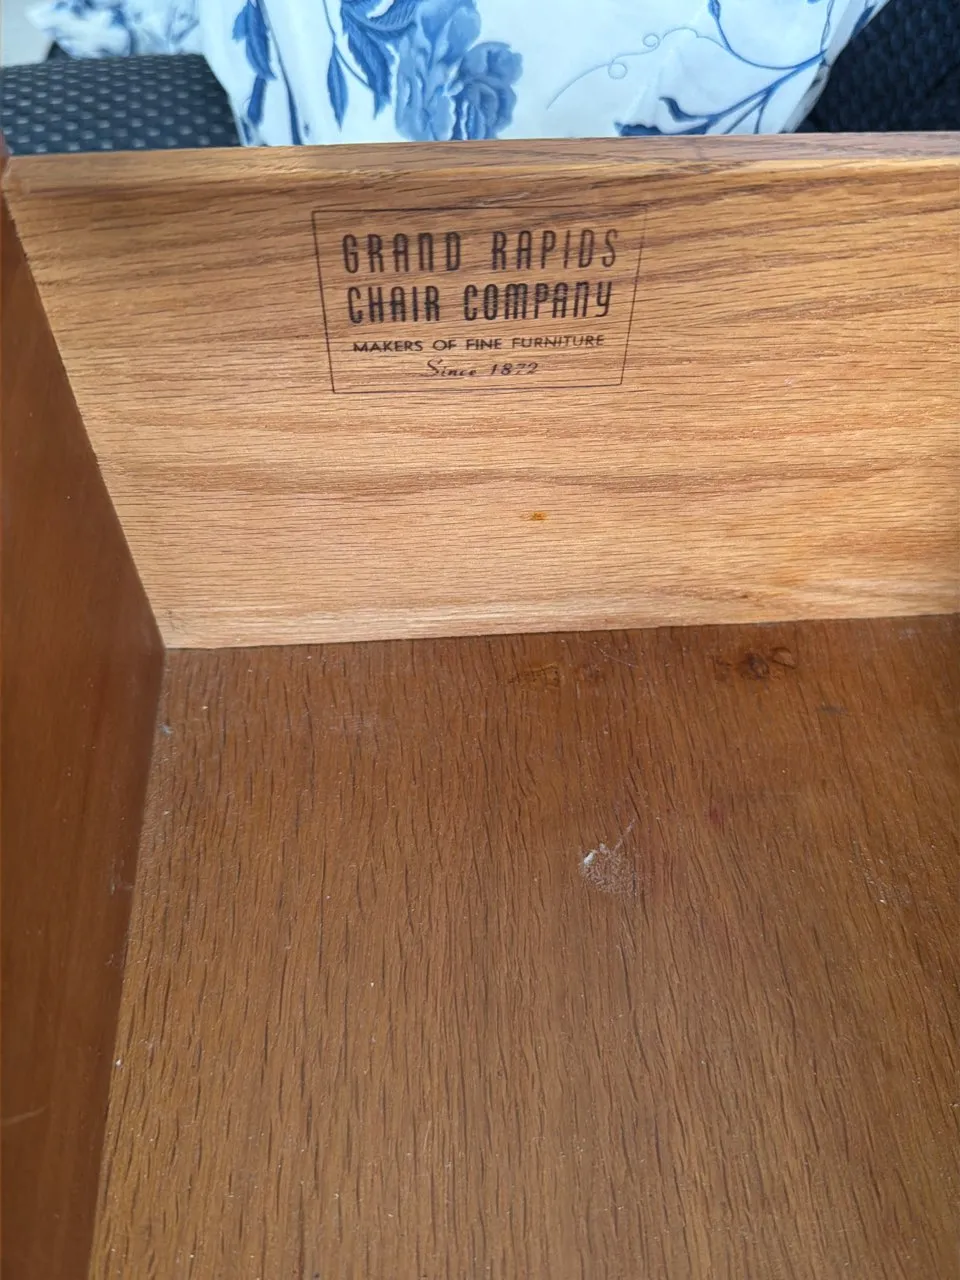 GRAND RAPIDS
CHAIR COMPANY
MAKERS OF FINE FURNITURE
Since 1872